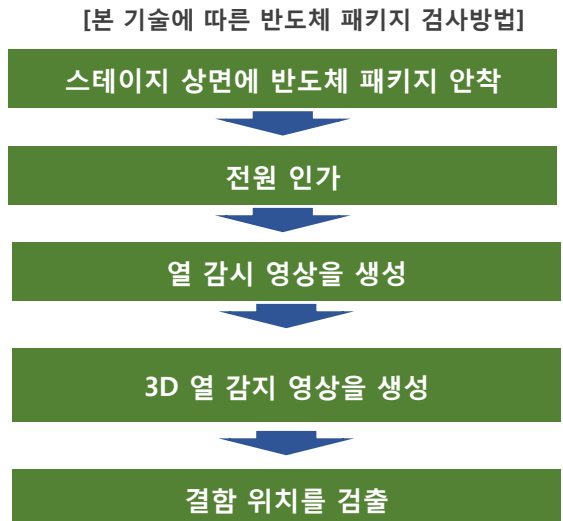 [본 기술에 따른 반도체 패키지 검사방법]
스테이지 상면에 반도체 패키지 안착
전원 인가
열 감시 영상을 생성
3D 열 감지 영상을 생성
결함 위치를 검출